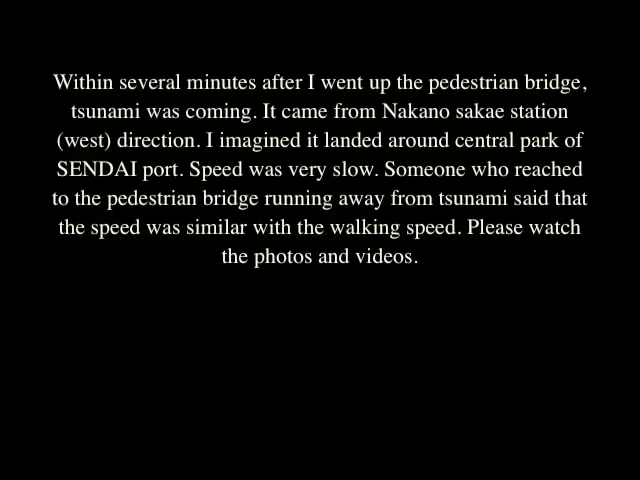 Within several minutes after I went up the pedestrian bridge,
tsunami was coming. It came from Nakano sakae station
(west) direction. I imagined it landed around central park of
SENDAI port. Speed was very slow. Someone who reached
to the pedestrian bridge running away from tsunami said that
the speed was similar with the walking speed. Please watch
the photos and videos.